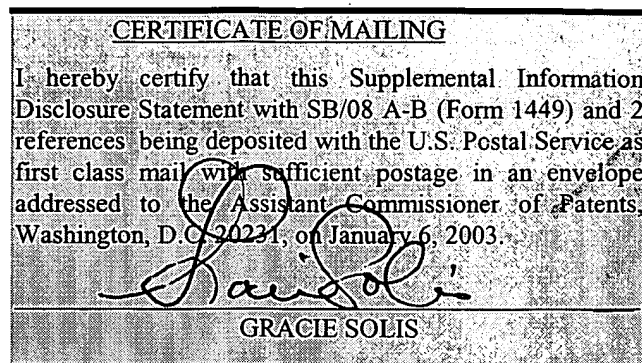 CERTIFICATE OF MAILING
I hereby certify that this Supplemental Information
Disclosure Statement with SB/08 A-B (Form 1449) and 2
references being deposited with the U.S. Postal Service as
first class mail with sufficient postage in an envelope
addressed to the Assistant Commissioner of Patents,
Washington, D.C. 20231, on January 6, 2003.
Gracie Solis
GRACIE SOLIS